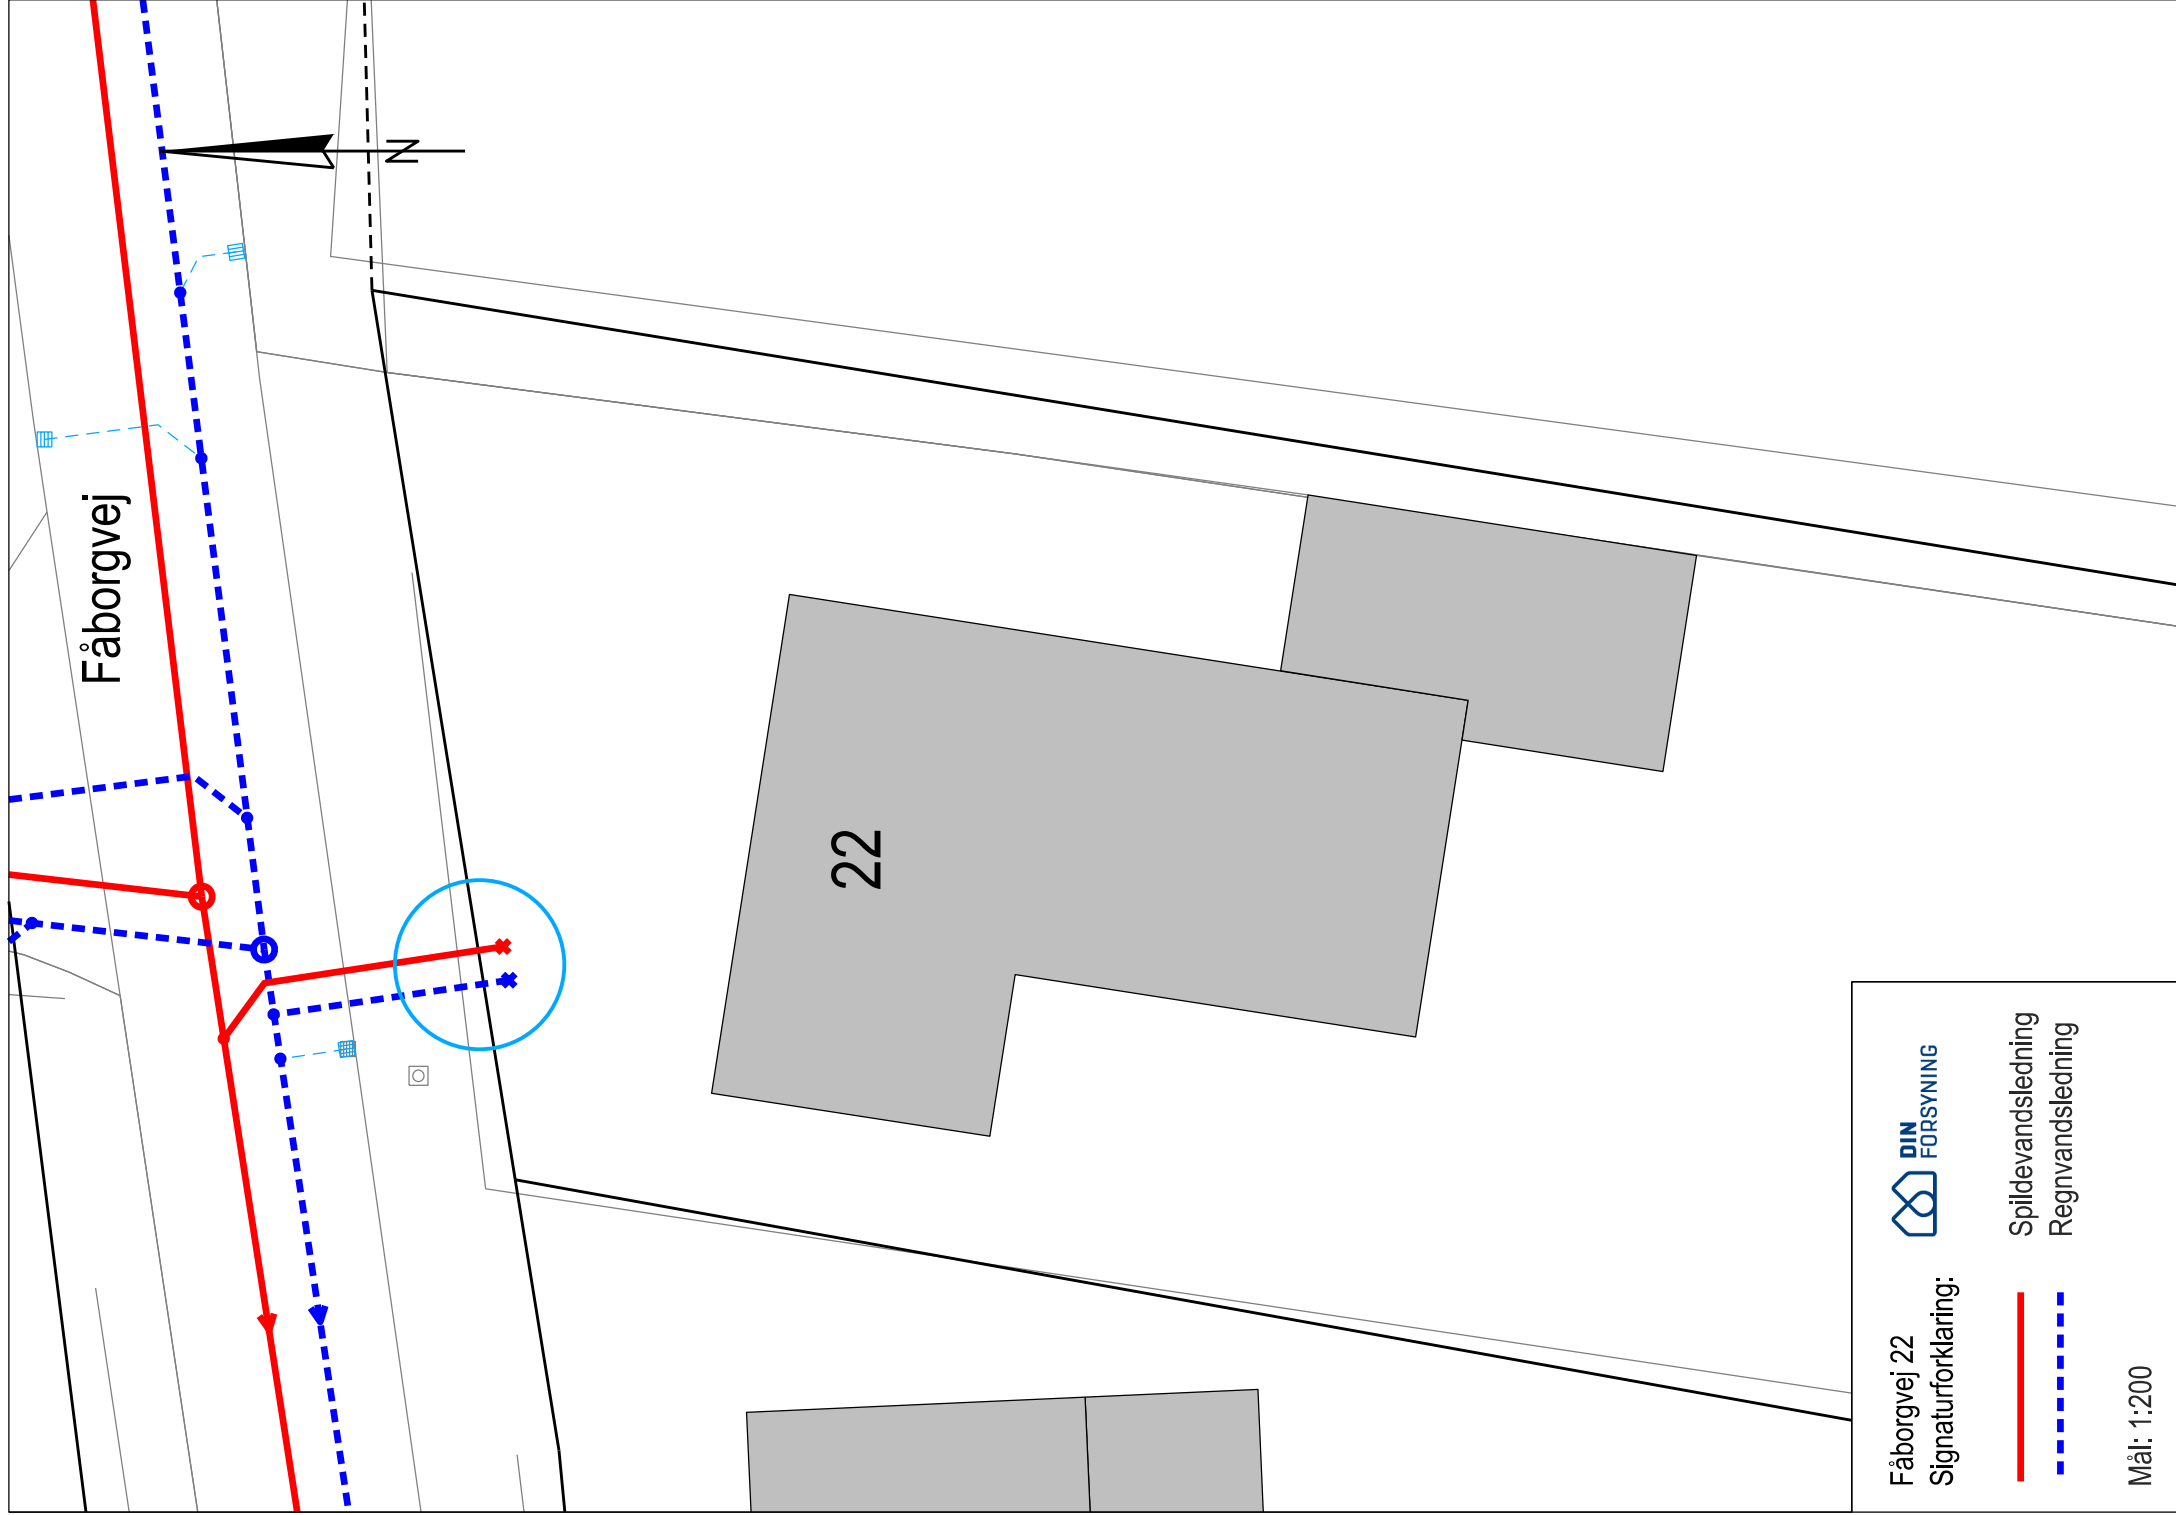 Fåborgvej
N
22
DIN
FORSYNING
Fåborgvej 22
Signaturforklaring:
Spildevandsledning
Regnvandsledning
Mål: 1:200